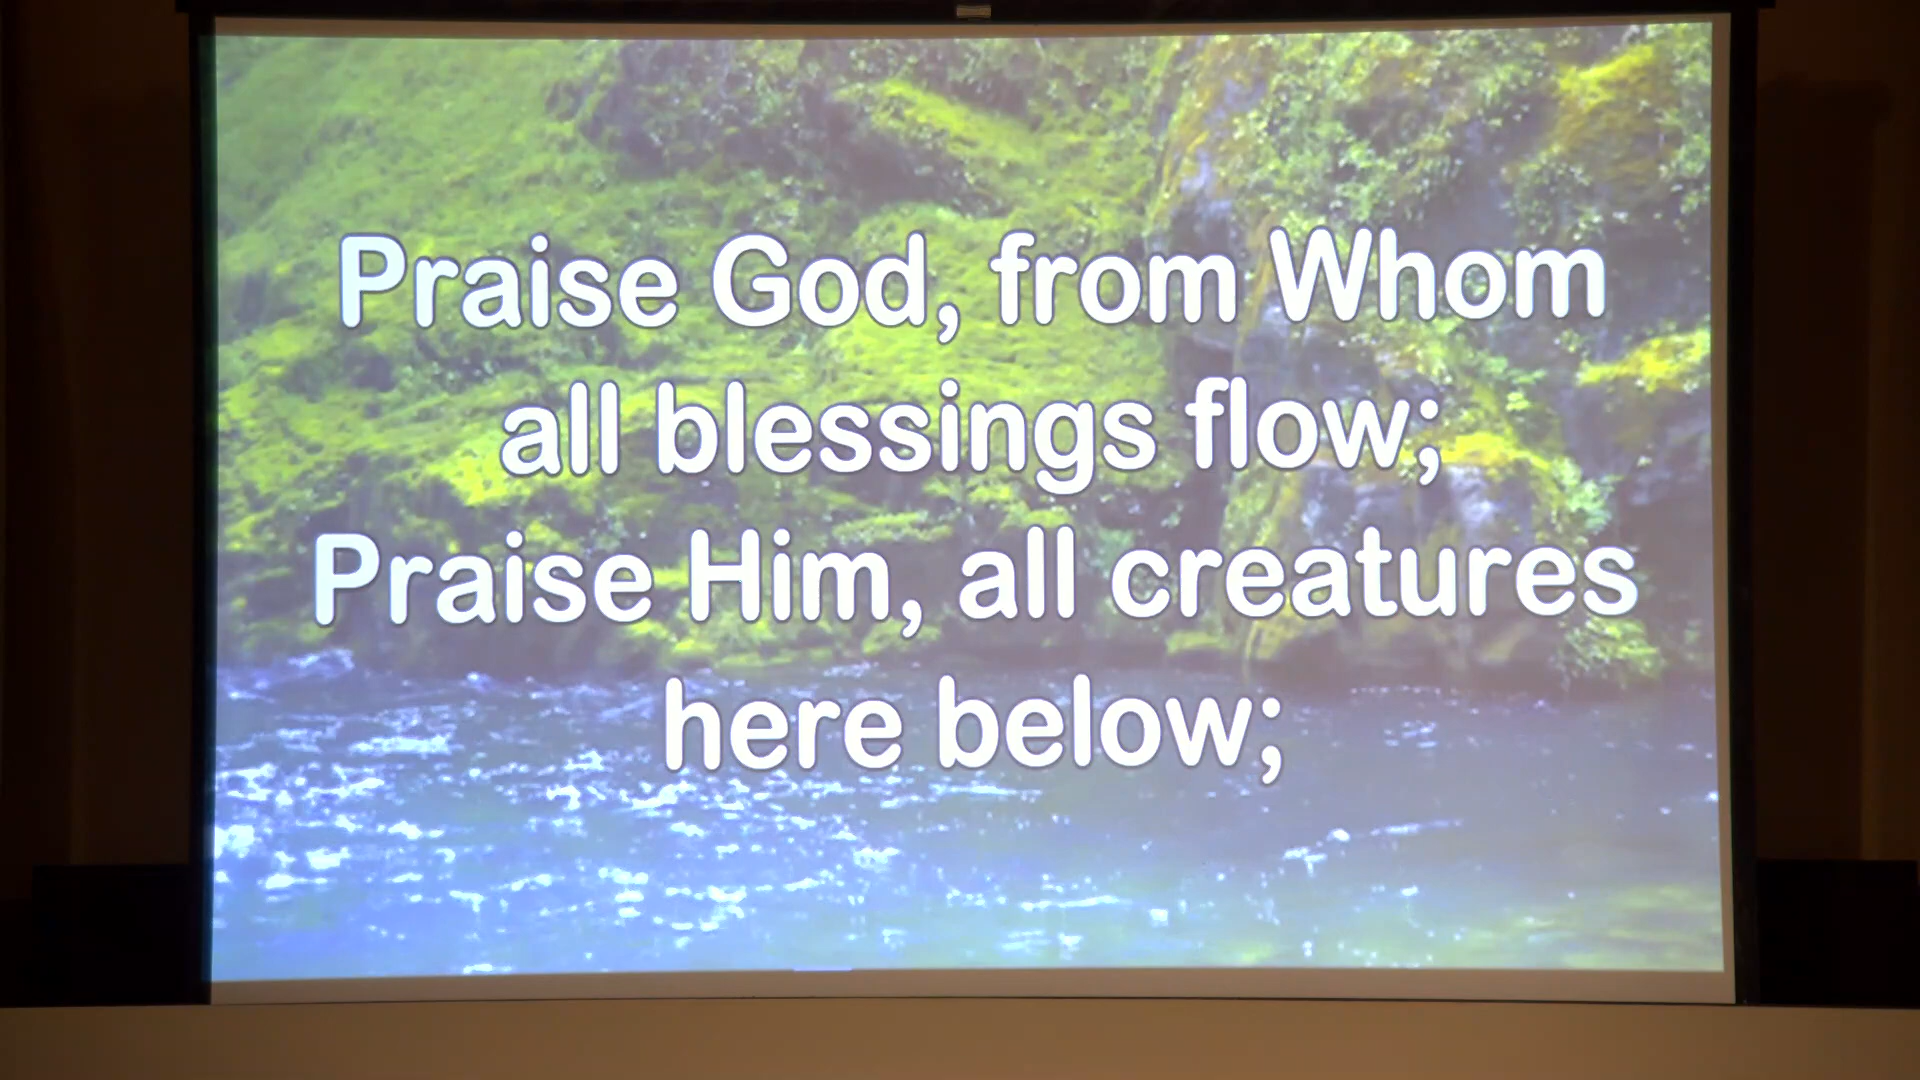 Praise God, from Whom
all blessings flow;
Praise Him, all creatures
here below;